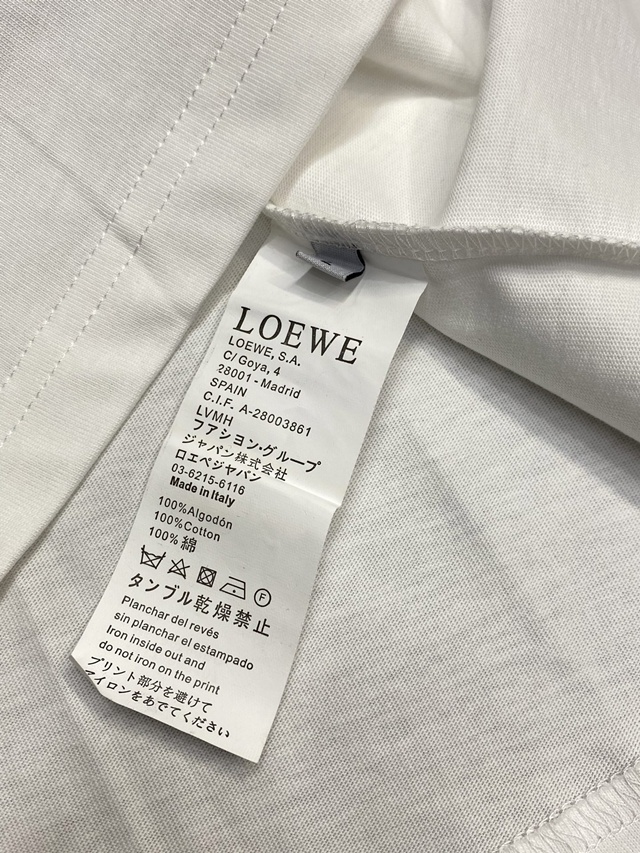 LOEWE
LOEWE, S.A.
C/ Goya, 4
28001 - Madrid
SPAIN
C.I.F. A-28003861
LVMH
ファション・グループ
ジャパン株式会社
ロエベジャパン
03-6215-6116
Made in Italy
100%Algodón
100%Cotton
100% 綿
F
タンブル乾燥禁止
Planchar del revés
sin planchar el estampado
Iron inside out and
do not iron on the print
プリント部分を避けて
アイロンをあでてください